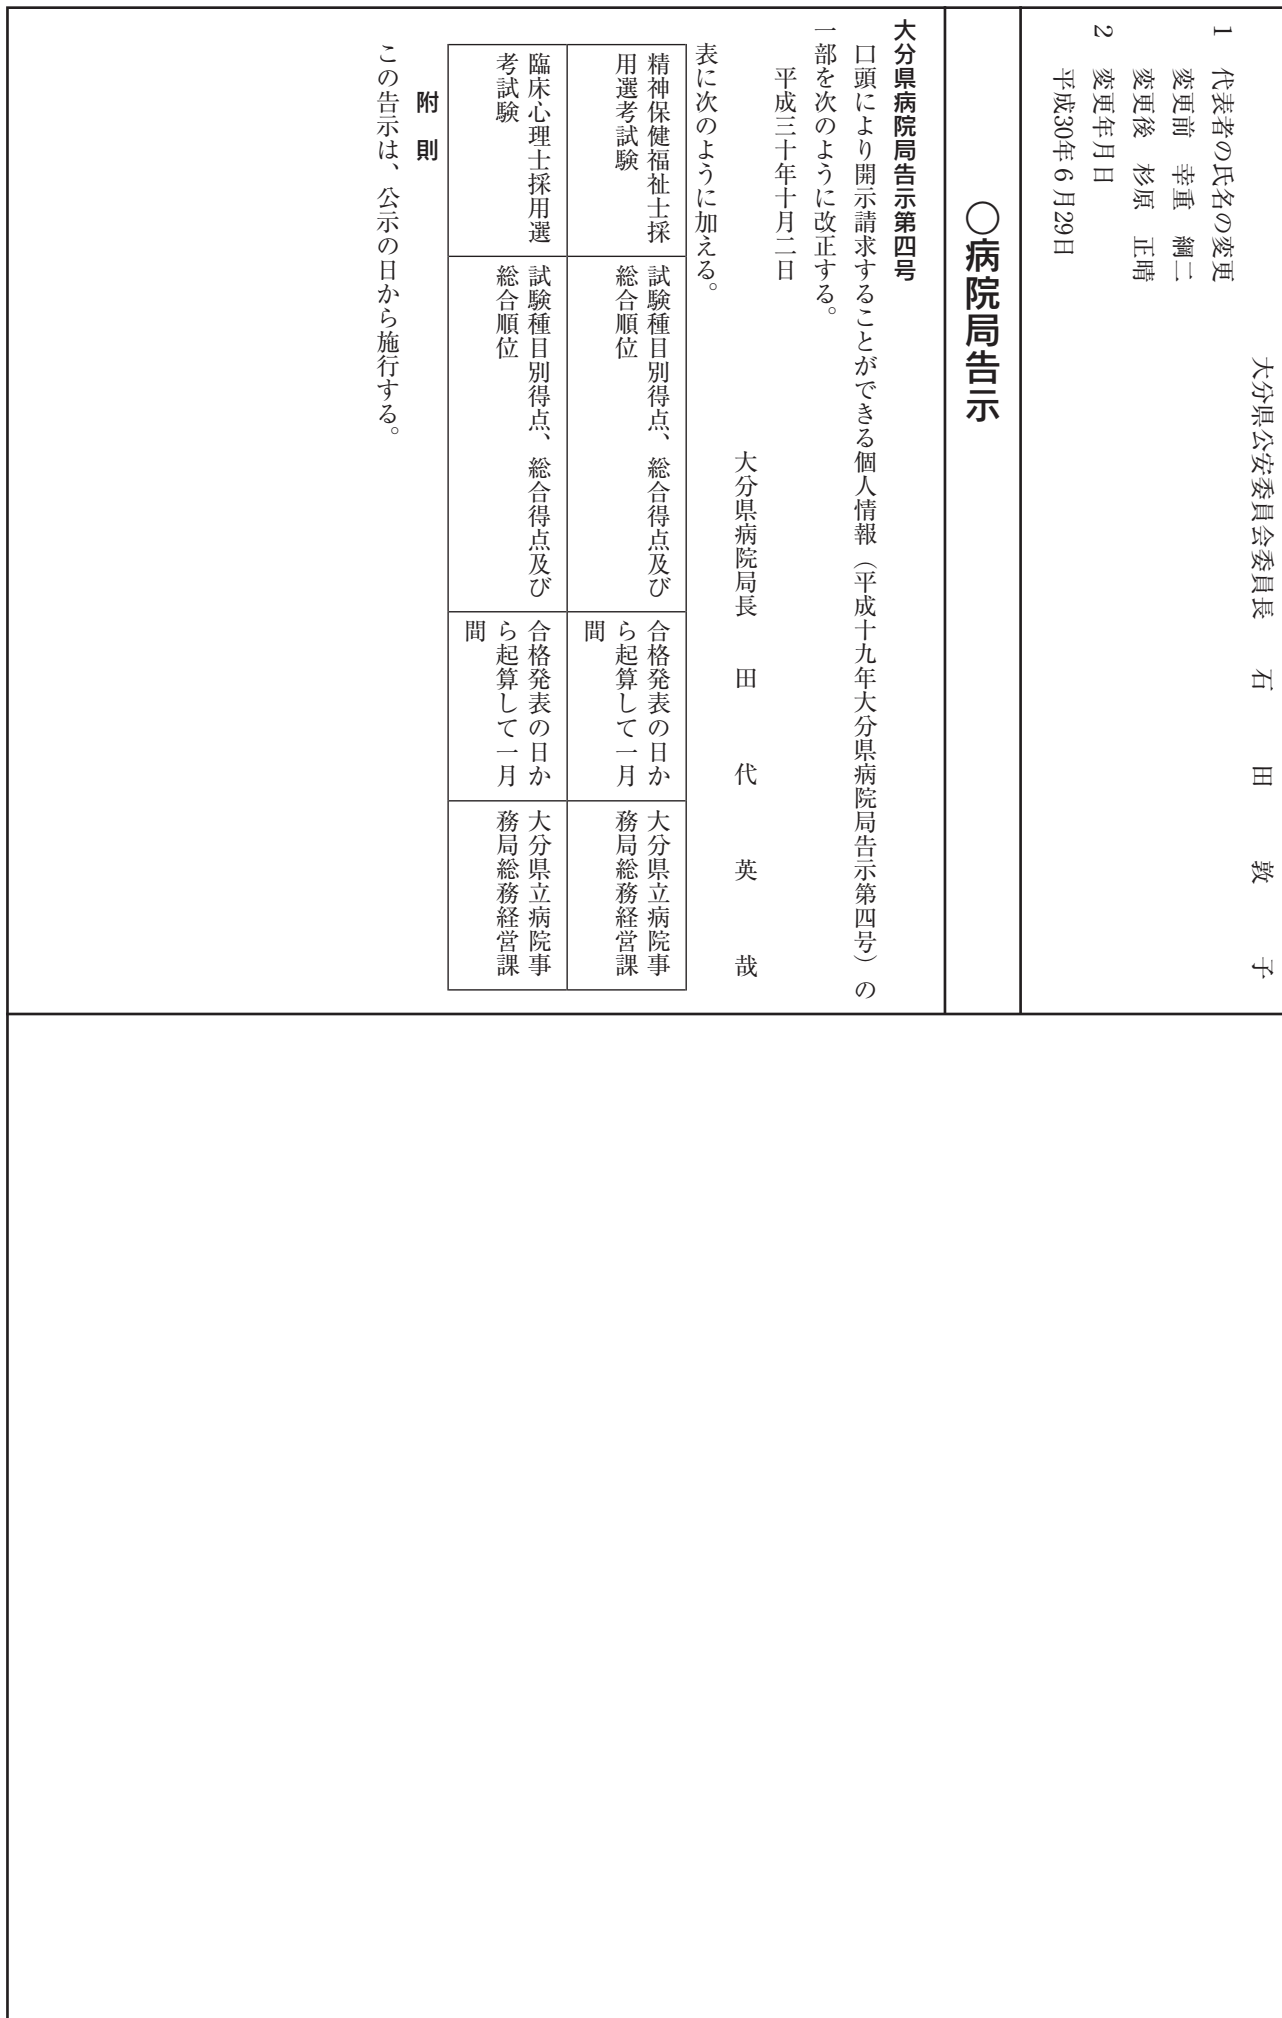 大分県公安委員会委員長　石　田　敦　子
1　代表者の氏名の変更
変更前　幸重　綱二
変更後　杉原　正晴
2　変更年月日
平成30年6月29日
○病院局告示
大分県病院局告示第四号
口頭により開示請求することができる個人情報（平成十九年大分県病院局告示第四号）の
一部を次のように改正する。
平成三十年十月二日
大分県病院局長　田　代　英　哉
表に次のように加える。
精神保健福祉士採
用選考試験
試験種目別得点、総合得点及び
総合順位
合格発表の日か
ら起算して一月
間
大分県立病院事
務局総務経営課
臨床心理士採用選
考試験
試験種目別得点、総合得点及び
総合順位
合格発表の日か
ら起算して一月
間
大分県立病院事
務局総務経営課
附　則
この告示は、公示の日から施行する。